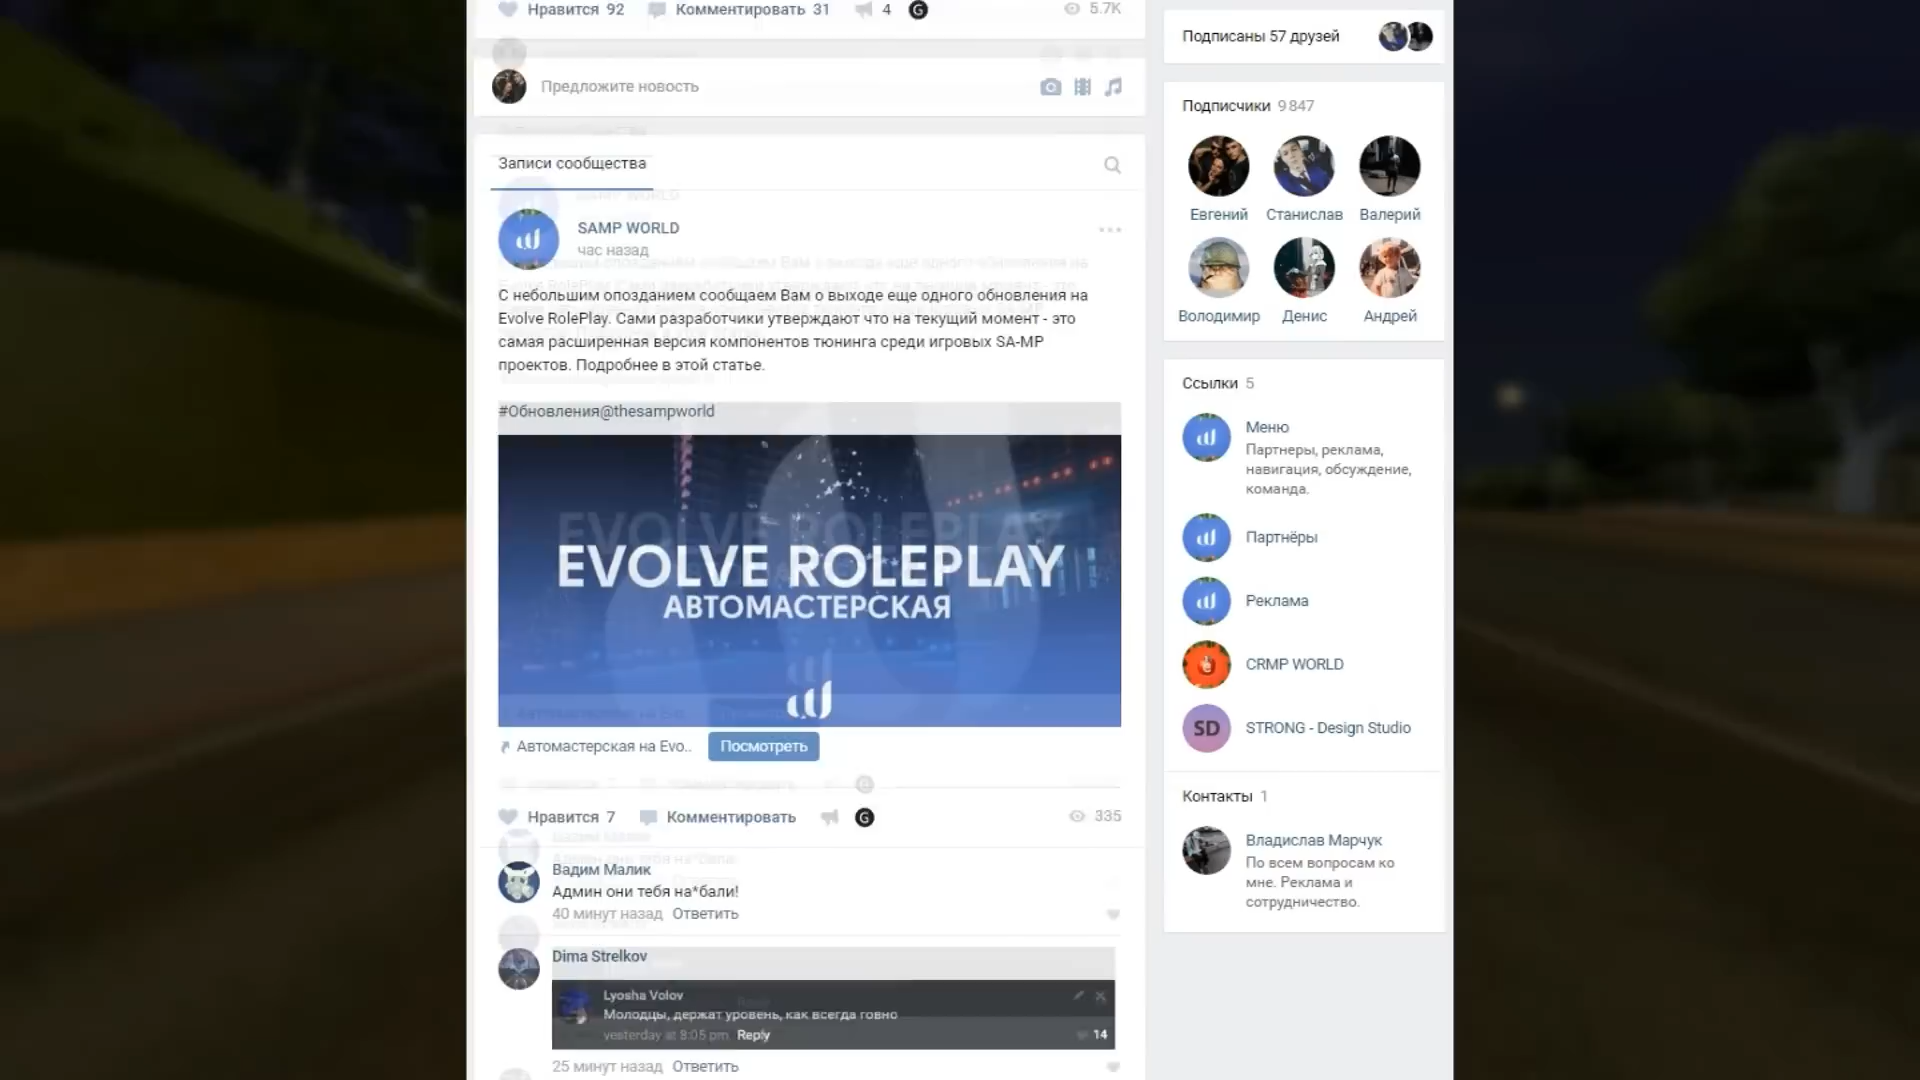 Нравится 92 Комментировать 31 4 G 5.7K
Предложите новость
Записи сообщества
SAMP WORLD
час назад
С небольшим опозданием сообщаем Вам о выходе еще одного обновления на
Evolve RolePlay. Сами разработчики утверждают что на текущий момент - это
самая расширенная версия компонентов тюнинга среди игровых SA-MP
проектов. Подробнее в этой статье.
#Обновления@thesampworld
EVOLVE ROLEPLAY
АВТОМАСТЕРСКАЯ
Автомастерская на Evo.. Посмотреть
Нравится 7 Комментировать G 335
Вадим Малик
Админ они тебя на*бали!
40 минут назад Ответить
Dima Strelkov
Lyosha Volov
Молодцы, держат уровень, как всегда говно
yesterday at 8:05 pm Reply 14
25 минут назад Ответить
Подписаны 57 друзей
Подписчики 9 847
Евгений Станислав Валерий
Володимир Денис Андрей
Ссылки 5
Меню
Партнеры, реклама,
навигация, обсуждение,
команда.
Партнёры
Реклама
CRMP WORLD
SD STRONG - Design Studio
Контакты 1
Владислав Марчук
По всем вопросам ко
мне. Реклама и
сотрудничество.